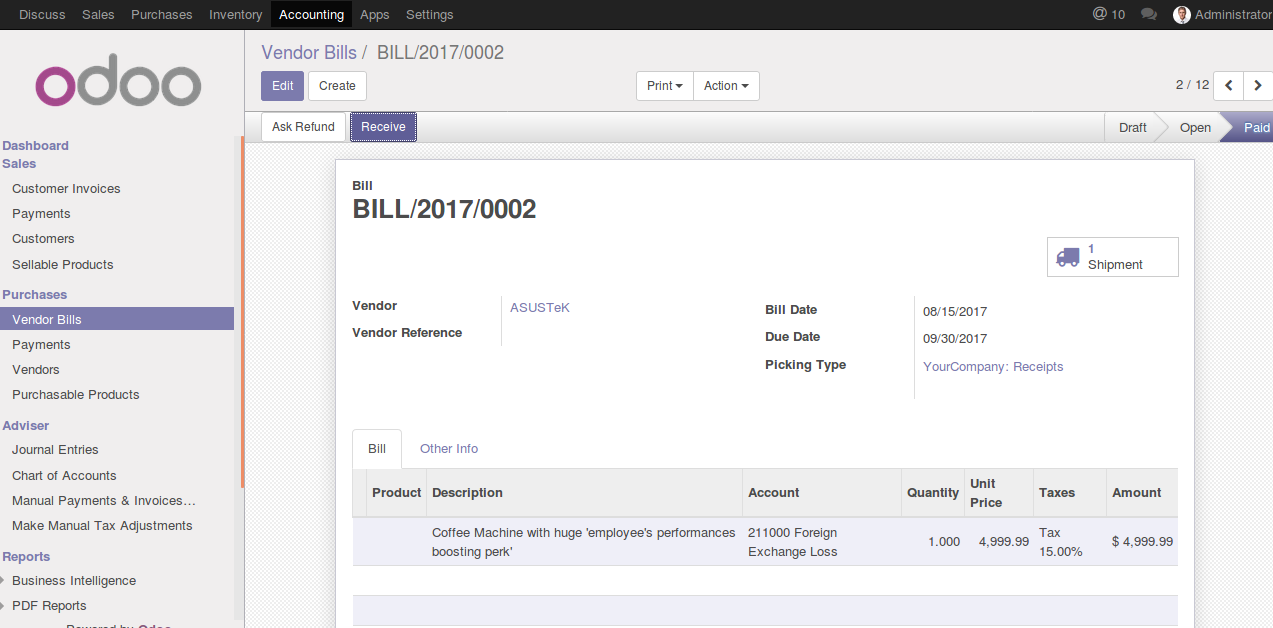 Discuss Sales Purchases Inventory Accounting Apps Settings @ 10 Administrator
odoo
Vendor Bills / BILL/2017/0002
Edit Create Print Action 2 / 12
Ask Refund Receive Draft Open Paid
Dashboard
Sales
Customer Invoices
Payments
Customers
Sellable Products
Purchases
Vendor Bills
Payments
Vendors
Purchasable Products
Adviser
Journal Entries
Chart of Accounts
Manual Payments & Invoices...
Make Manual Tax Adjustments
Reports
Business Intelligence
PDF Reports
Powered by Odoo
Bill
BILL/2017/0002
1
Shipment
Vendor ASUSTeK
Vendor Reference
Bill Date 08/15/2017
Due Date 09/30/2017
Picking Type YourCompany: Receipts
Bill Other Info
Product Description Account Quantity Unit Price Taxes Amount
Coffee Machine with huge 'employee's performances boosting perk' 211000 Foreign Exchange Loss 1.000 4,999.99 Tax 15.00% $ 4,999.99